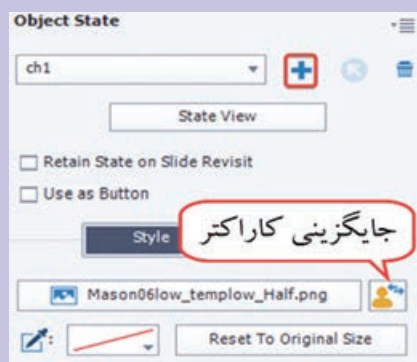 Object State
ch1
State View
Retain State on Slide Revisit
Use as Button
Style
جایگزینی کاراکتر
Mason06low_templow_Half.png
Reset To Original Size